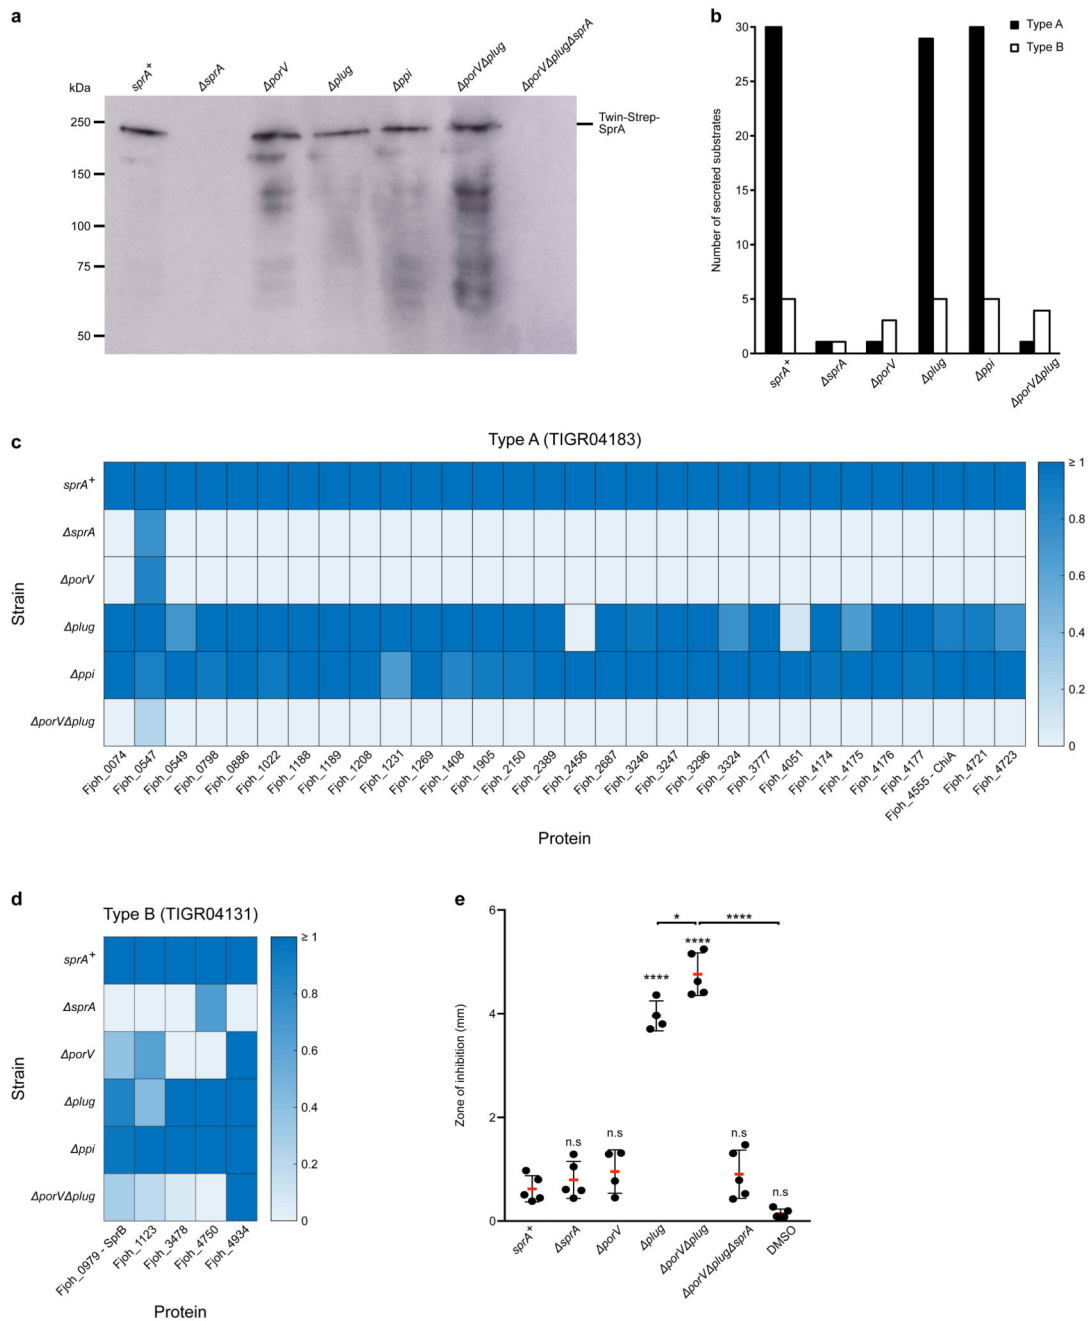 a
kDa
sprA+
ΔsprA
ΔporV
Δplug
Δppi
ΔporVΔplug
ΔporVΔplugΔsprA
250
150
100
75
50
Twin-Strep-
SprA
b
Number of secreted substrates
30
25
30
15
10
5
0
Type A
Type B
sprA+
ΔsprA
ΔporV
Δplug
Δppi
ΔporVΔplug
c
Type A (TIGR04183)
Strain
sprA+
ΔsprA
ΔporV
Δplug
Δppi
ΔporVΔplug
≥ 1
0.8
0.6
0.4
0.2
0
Fjoh_0074
Fjoh_0547
Fjoh_0549
Fjoh_0798
Fjoh_0886
Fjoh_1022
Fjoh_1188
Fjoh_1189
Fjoh_1208
Fjoh_1231
Fjoh_1269
Fjoh_1408
Fjoh_1905
Fjoh_2150
Fjoh_2389
Fjoh_2456
Fjoh_2687
Fjoh_3246
Fjoh_3247
Fjoh_3296
Fjoh_3324
Fjoh_3777
Fjoh_4051
Fjoh_4174
Fjoh_4175
Fjoh_4176
Fjoh_4177
Fjoh_4555 - ChiA
Fjoh_4721
Fjoh_4723
Protein
d
Type B (TIGR04131)
Strain
sprA+
ΔsprA
ΔporV
Δplug
Δppi
ΔporVΔplug
≥ 1
0.8
0.6
0.4
0.2
0
Fjoh_0979 - SprB
Fjoh_1123
Fjoh_3478
Fjoh_4750
Fjoh_4934
Protein
e
Zone of inhibition (mm)
6
4
2
0
*
****
****
****
n.s
n.s
n.s
n.s
sprA+
ΔsprA
ΔporV
Δplug
ΔporVΔplug
ΔporVΔplugΔsprA
DMSO